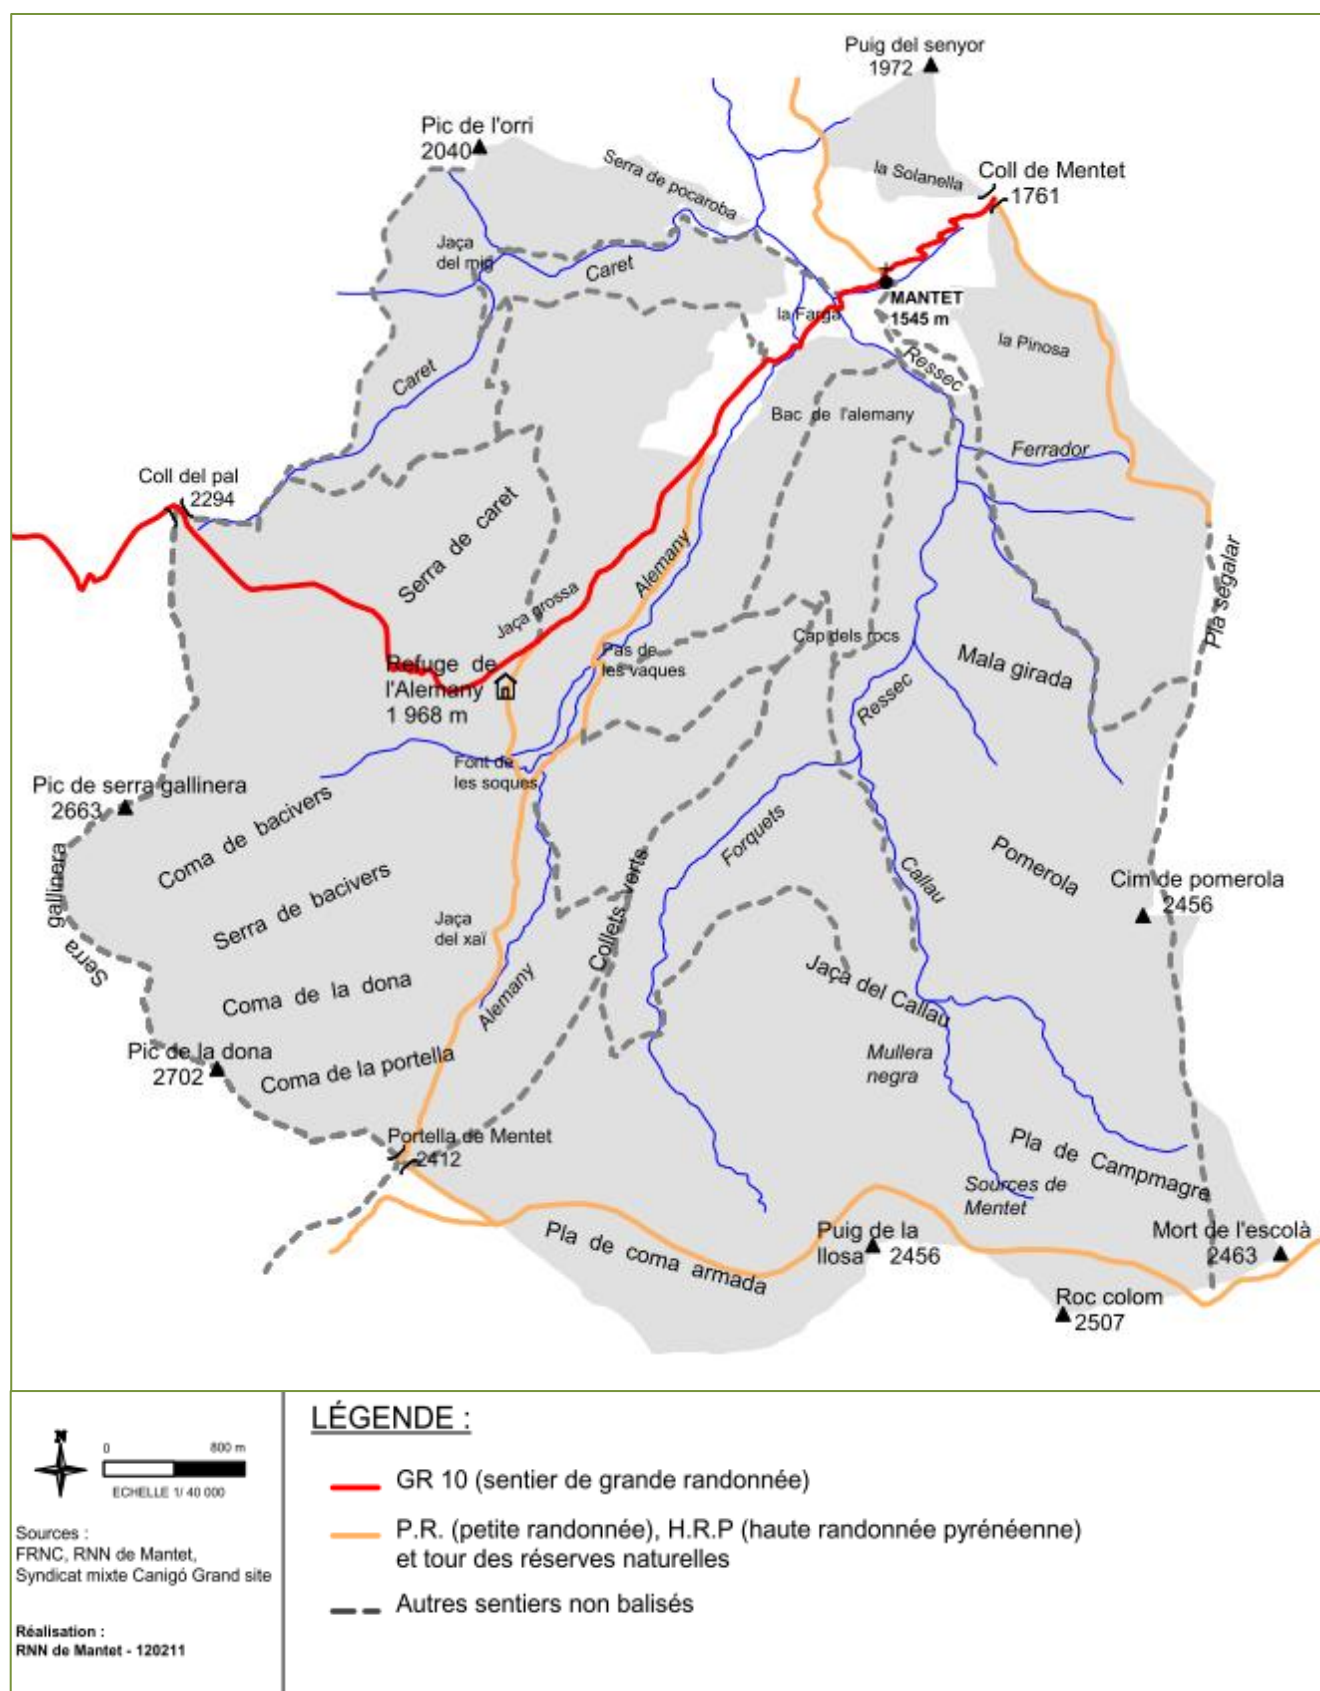 Puig del senyor
1972
Pic de l'orri
2040
Serra de pocaroba
la Solanella
Coll de Mentet
1761
Jaça
del mig
Caret
MANTET
1545 m
la Farga
la Pinosa
Ressec
Caret
Bac de l'alemany
Ferrador
Coll del pal
2294
Serra de caret
Alemany
Pla segalar
Jaça grossa
Cap dels rocs
Pas de
les vaques
Mala girada
Refuge de
l'Alemany
1 968 m
Ressec
Font de
les soques
Pic de serra gallinera
2663
Coma de bacivers
Forquets
Pomerola
Callau
Collets verts
Cim de pomerola
2456
Serra gallinera
Serra de bacivers
Jaça
del xaï
Jaça del Callau
Coma de la dona
Alemany
Pic de la dona
2702
Coma de la portella
Mullera
negra
Portella de Mentet
2412
Pla de Campmagre
Sources de
Mentet
Pla de coma armada
Puig de la
llosa 2456
Mort de l'escolà
2463
Roc colom
2507
N
0 800 m
ECHELLE 1/ 40 000
Sources :
FRNC, RNN de Mantet,
Syndicat mixte Canigó Grand site
Réalisation :
RNN de Mantet - 120211
LÉGENDE :
GR 10 (sentier de grande randonnée)
P.R. (petite randonnée), H.R.P (haute randonnée pyrénéenne)
et tour des réserves naturelles
Autres sentiers non balisés